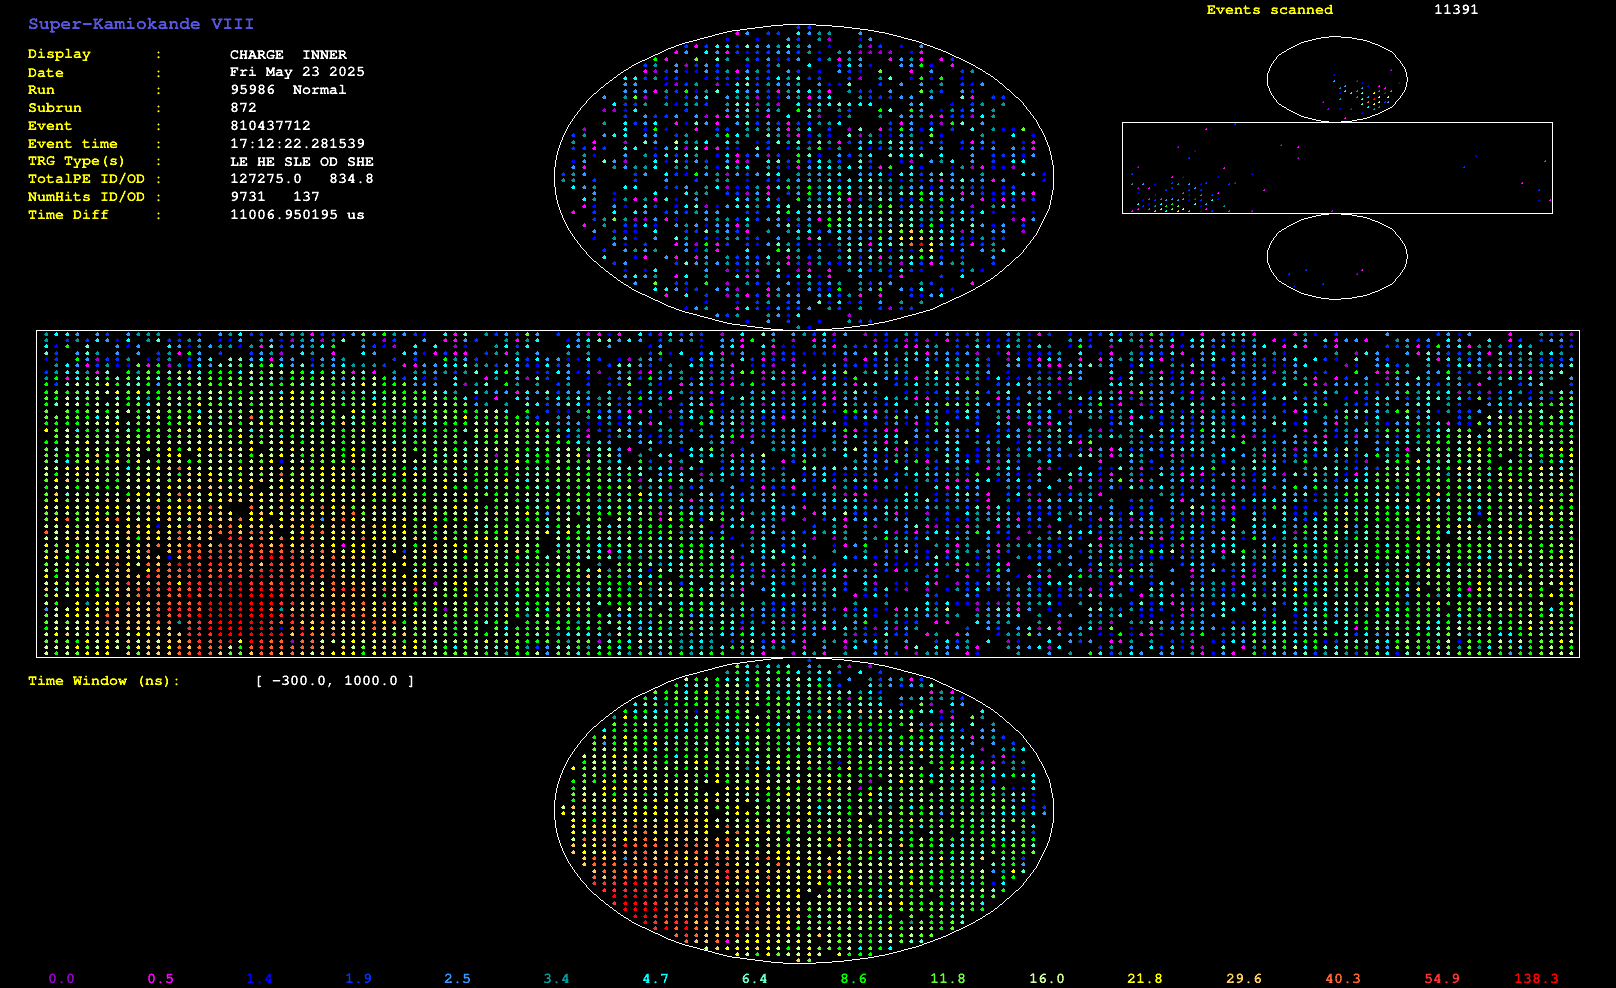 Super-Kamiokande VIII
Events scanned 11391
Display : CHARGE INNER
Date : Fri May 23 2025
Run : 95986 Normal
Subrun : 872
Event : 810437712
Event time : 17:12:22.281539
TRG Type(s) : LE HE SLE OD SHE
TotalPE ID/OD : 127275.0 834.8
NumHits ID/OD : 9731 137
Time Diff : 11006.950195 us
Time Window (ns): [ -300.0, 1000.0 ]
0.0 0.5 1.4 1.9 2.5 3.4 4.7 6.4 8.6 11.8 16.0 21.8 29.6 40.3 54.9 138.3